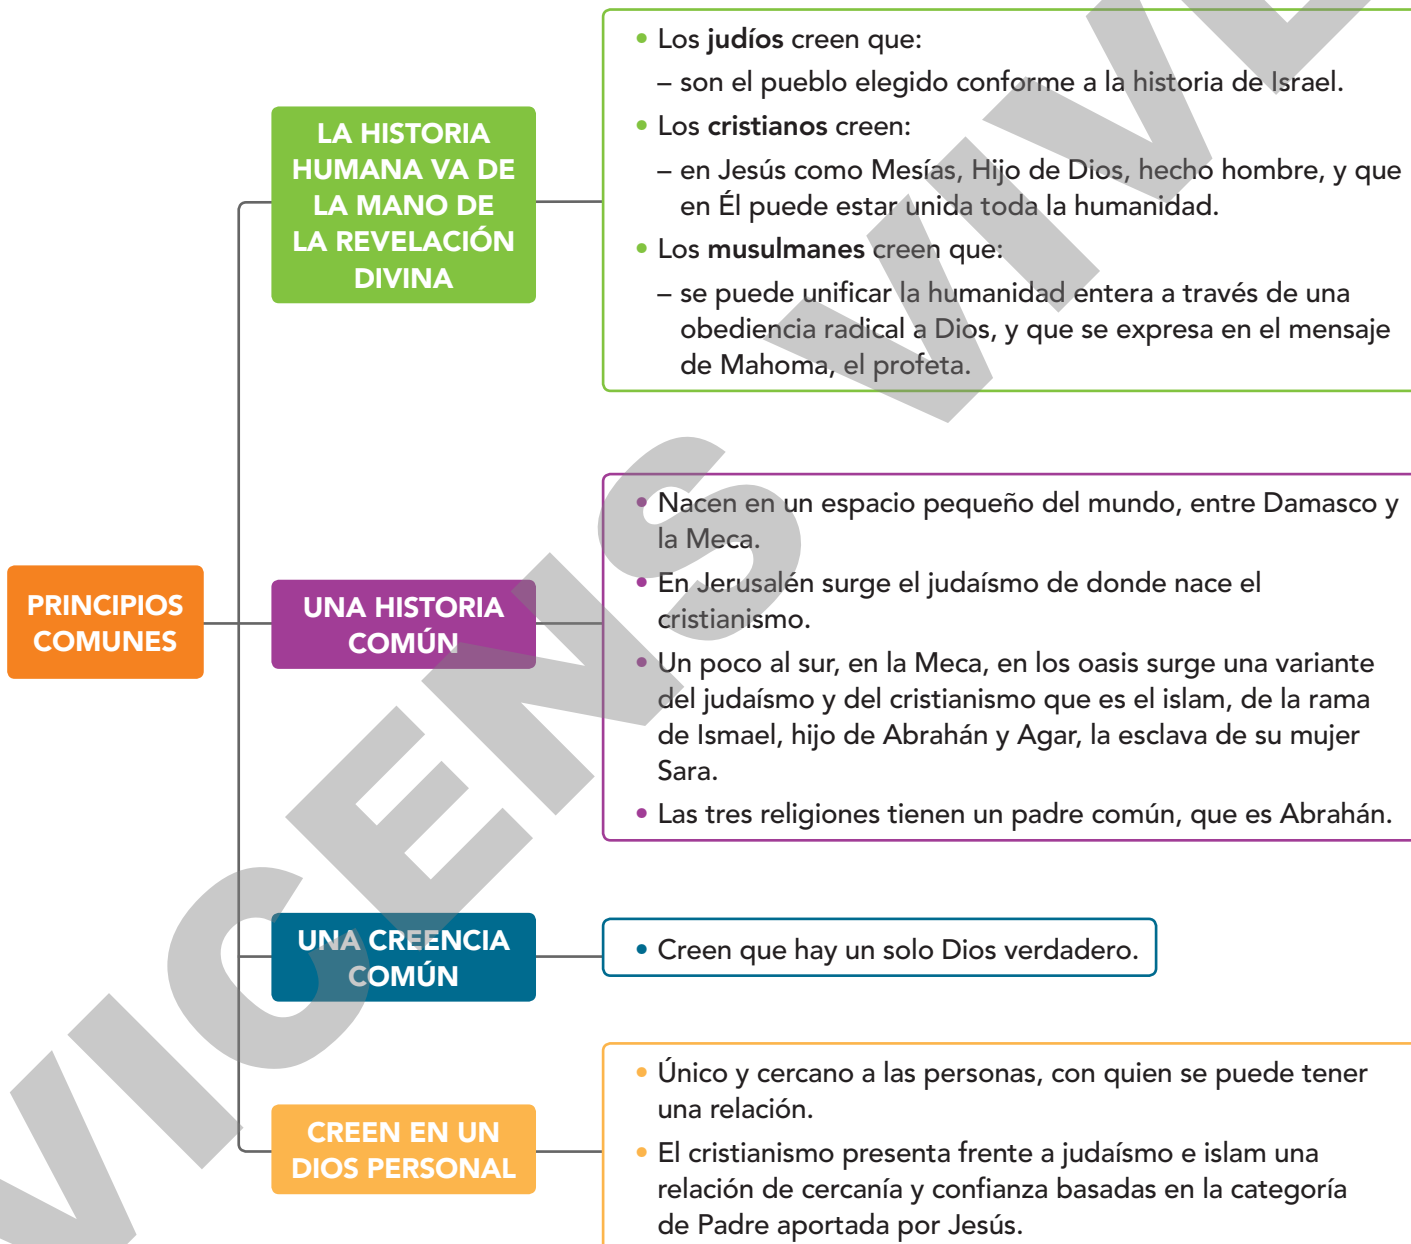 PRINCIPIOS
COMUNES
LA HISTORIA
HUMANA VA DE
LA MANO DE
LA REVELACIÓN
DIVINA
• Los judíos creen que:
– son el pueblo elegido conforme a la historia de Israel.
• Los cristianos creen:
– en Jesús como Mesías, Hijo de Dios, hecho hombre, y que
en Él puede estar unida toda la humanidad.
• Los musulmanes creen que:
– se puede unificar la humanidad entera a través de una
obediencia radical a Dios, y que se expresa en el mensaje
de Mahoma, el profeta.
UNA HISTORIA
COMÚN
• Nacen en un espacio pequeño del mundo, entre Damasco y
la Meca.
• En Jerusalén surge el judaísmo de donde nace el
cristianismo.
• Un poco al sur, en la Meca, en los oasis surge una variante
del judaísmo y del cristianismo que es el islam, de la rama
de Ismael, hijo de Abrahán y Agar, la esclava de su mujer
Sara.
• Las tres religiones tienen un padre común, que es Abrahán.
UNA CREENCIA
COMÚN
• Creen que hay un solo Dios verdadero.
CREEN EN UN
DIOS PERSONAL
• Único y cercano a las personas, con quien se puede tener
una relación.
• El cristianismo presenta frente a judaísmo e islam una
relación de cercanía y confianza basadas en la categoría
de Padre aportada por Jesús.
VICENS VIVE